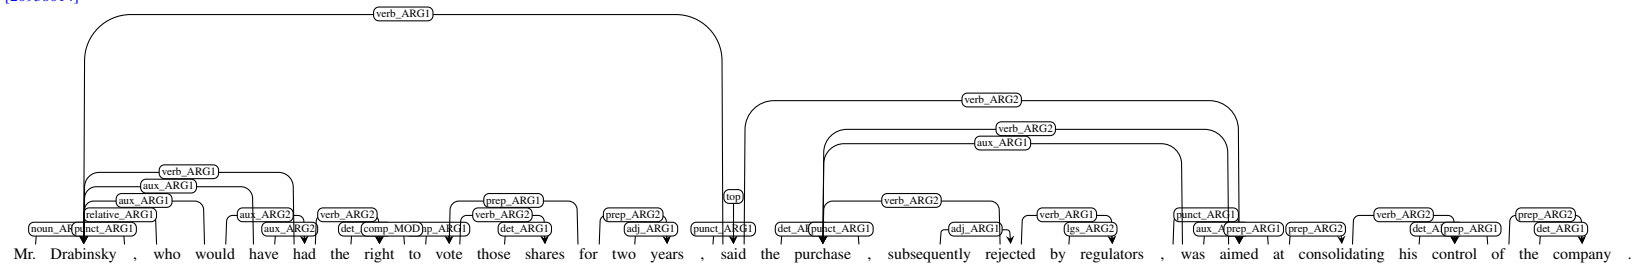 verb_ARG1
verb_ARG2
verb_ARG2
aux_ARG1
verb_ARG1
aux_ARG1
aux_ARG1 prep_ARG1 top verb_ARG2
relative_ARG1 aux_ARG2 verb_ARG2 verb_ARG2 prep_ARG2 verb_ARG1 punct_ARG1 verb_ARG2 prep_ARG2
punct_ARG1 aux_ARG2 comp_MOD det_ARG1 adj_ARG1 punct_ARG1 punct_ARG1 adj_ARG1 lgs_ARG2 prep_ARG1 prep_ARG2 prep_ARG1 det_ARG1
Mr. Drabinsky , who would have had the right to vote those shares for two years , said the purchase , subsequently rejected by regulators , was aimed at consolidating his control of the company .